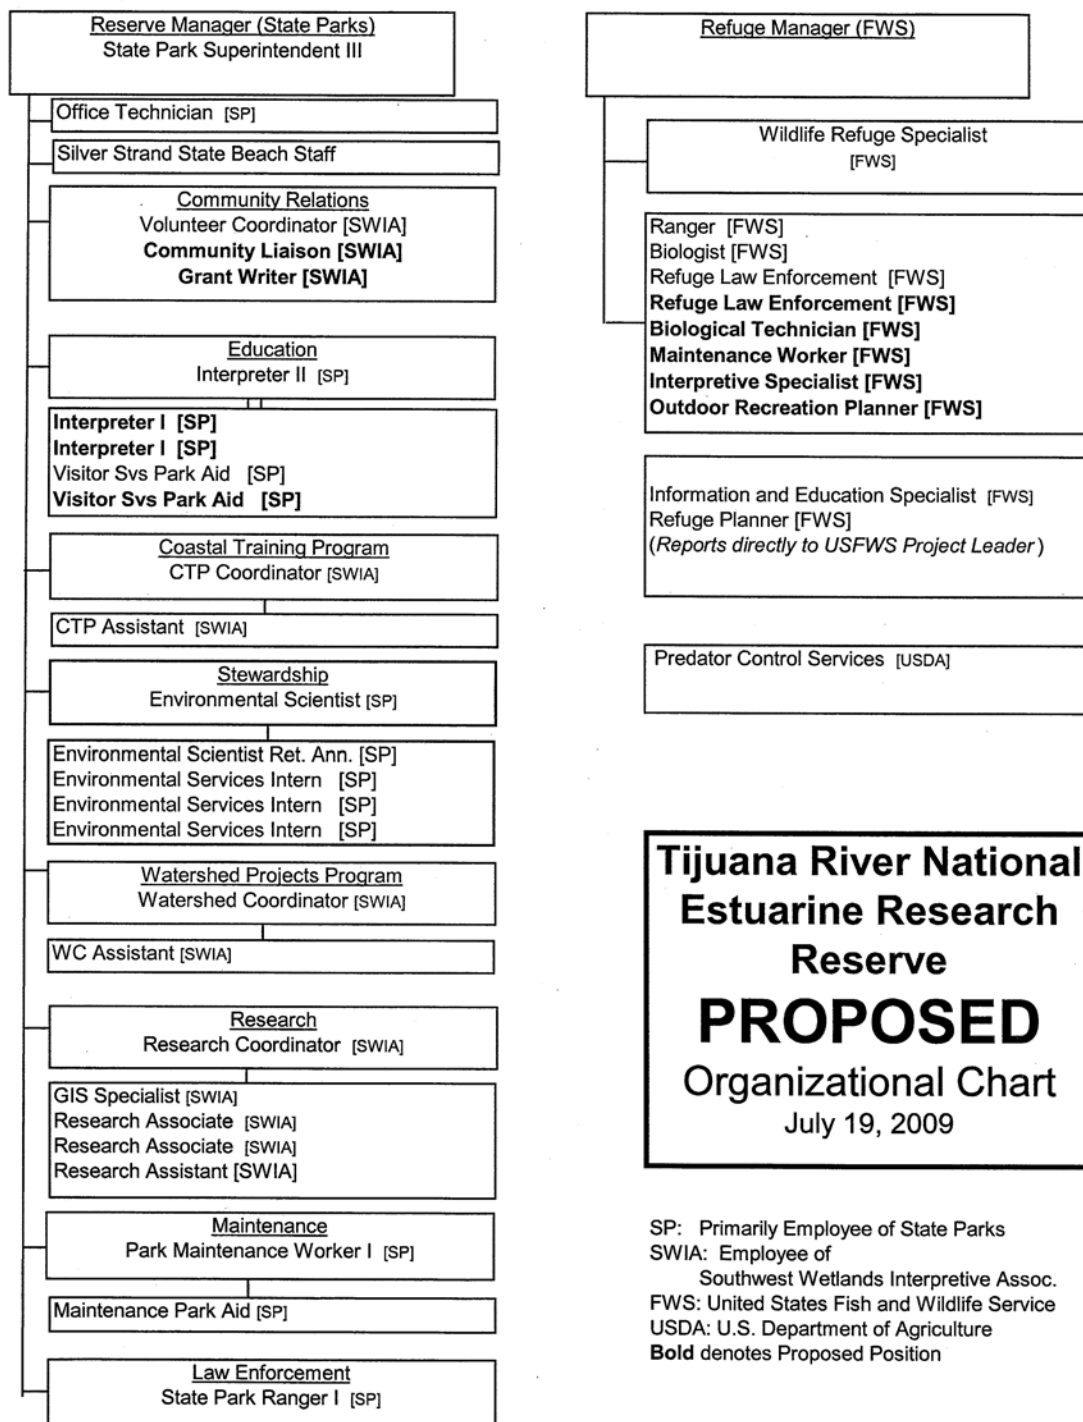 Reserve Manager (State Parks)
State Park Superintendent III
Office Technician [SP]
Silver Strand State Beach Staff
Community Relations
Volunteer Coordinator [SWIA]
Community Liaison [SWIA]
Grant Writer [SWIA]
Education
Interpreter II [SP]
Interpreter I [SP]
Interpreter I [SP]
Visitor Svs Park Aid [SP]
Visitor Svs Park Aid [SP]
Coastal Training Program
CTP Coordinator [SWIA]
CTP Assistant [SWIA]
Stewardship
Environmental Scientist [SP]
Environmental Scientist Ret. Ann. [SP]
Environmental Services Intern [SP]
Environmental Services Intern [SP]
Environmental Services Intern [SP]
Watershed Projects Program
Watershed Coordinator [SWIA]
WC Assistant [SWIA]
Research
Research Coordinator [SWIA]
GIS Specialist [SWIA]
Research Associate [SWIA]
Research Associate [SWIA]
Research Assistant [SWIA]
Maintenance
Park Maintenance Worker I [SP]
Maintenance Park Aid [SP]
Law Enforcement
State Park Ranger I [SP]
Refuge Manager (FWS)
Wildlife Refuge Specialist
[FWS]
Ranger [FWS]
Biologist [FWS]
Refuge Law Enforcement [FWS]
Refuge Law Enforcement [FWS]
Biological Technician [FWS]
Maintenance Worker [FWS]
Interpretive Specialist [FWS]
Outdoor Recreation Planner [FWS]
Information and Education Specialist [FWS]
Refuge Planner [FWS]
(Reports directly to USFWS Project Leader)
Predator Control Services [USDA]
Tijuana River National
Estuarine Research
Reserve
PROPOSED
Organizational Chart
July 19, 2009
SP: Primarily Employee of State Parks
SWIA: Employee of
Southwest Wetlands Interpretive Assoc.
FWS: United States Fish and Wildlife Service
USDA: U.S. Department of Agriculture
Bold denotes Proposed Position